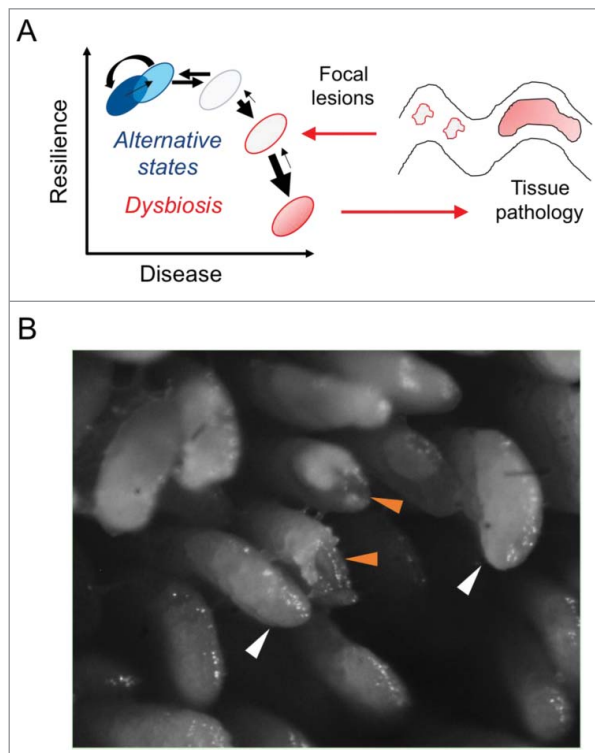 A
Resilience
Alternative
states
Dysbiosis
Disease
Focal
lesions
Tissue
pathology
B